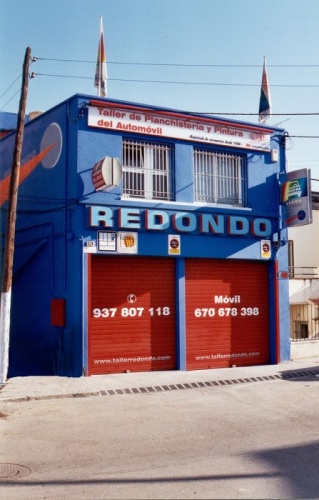 Taller de Planchistería y Pintura
del Automóvil
REDONDO
937 807 118
www.tallerredondo.com
Móvil
670 678 398
www.tallerredondo.com